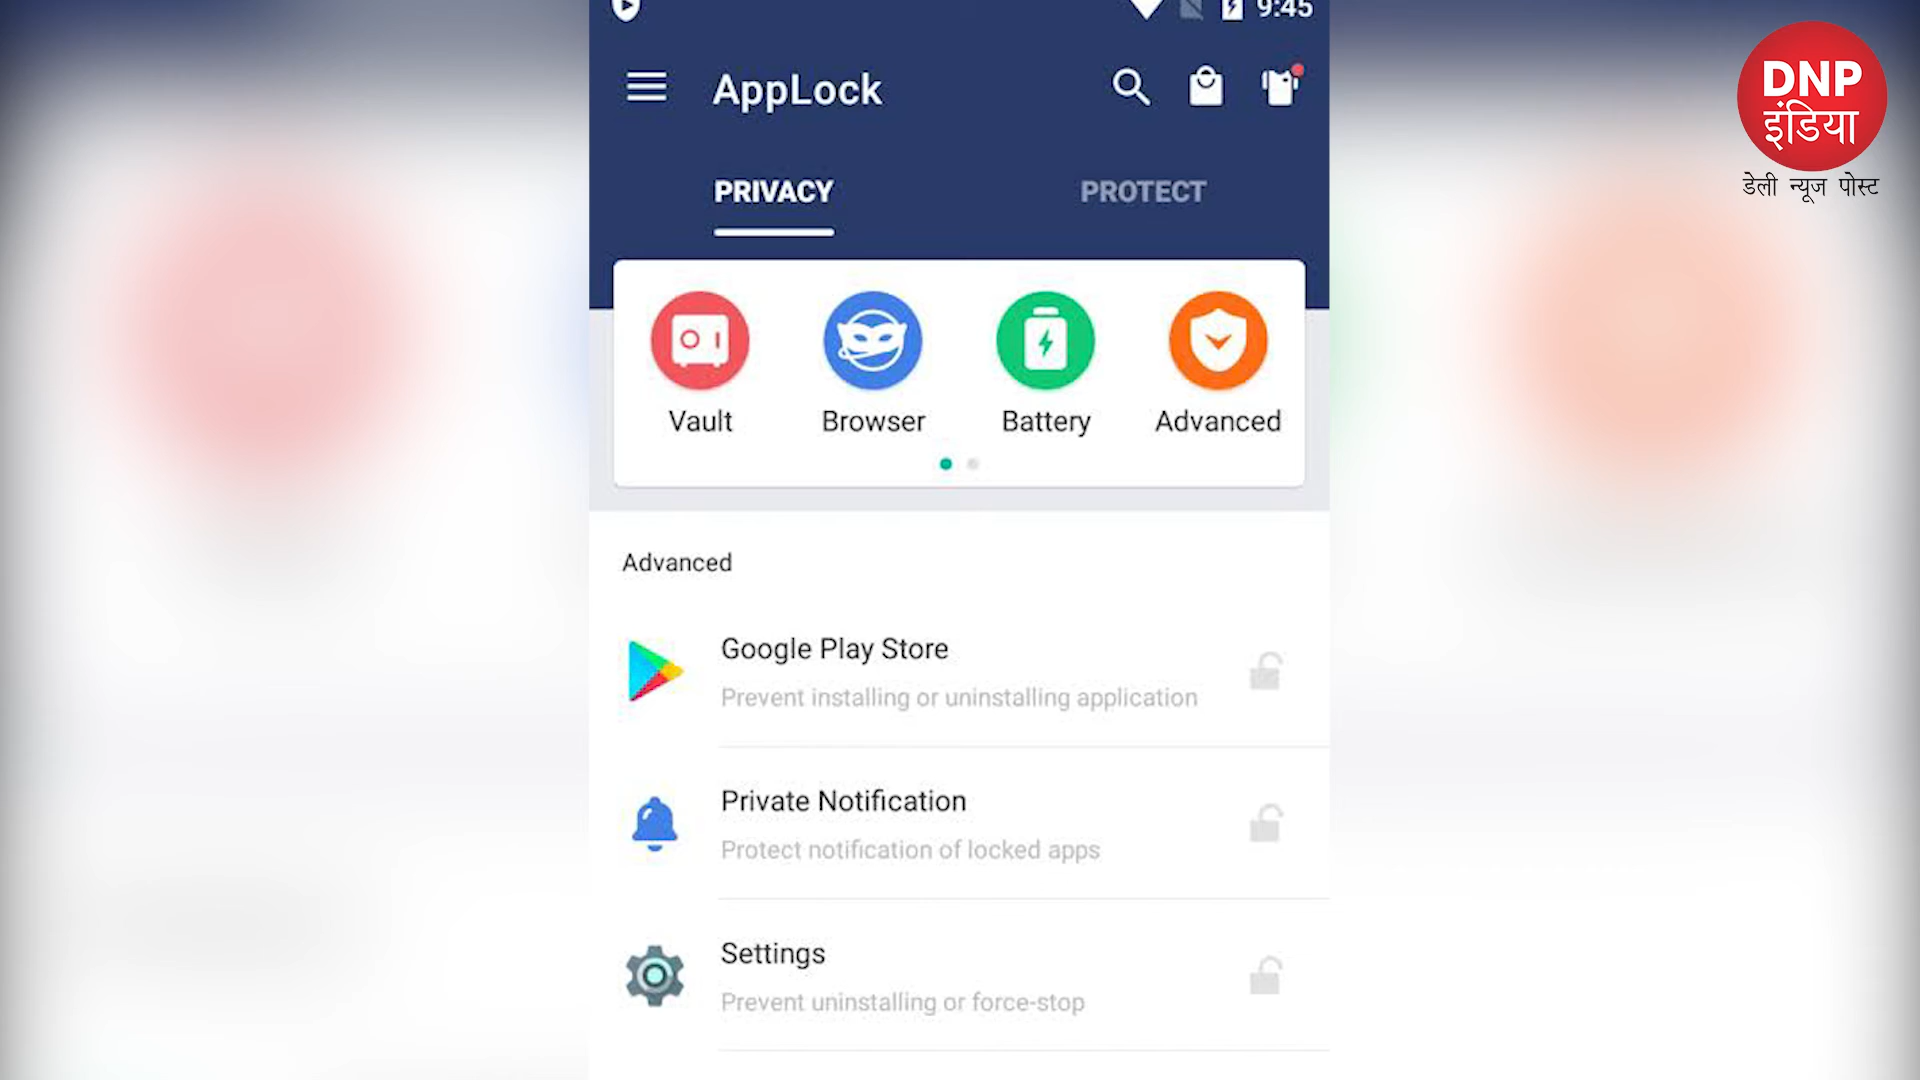 9:45
AppLock
PRIVACY PROTECT
Vault Browser Battery Advanced
Advanced
Google Play Store
Prevent installing or uninstalling application
Private Notification
Protect notification of locked apps
Settings
Prevent uninstalling or force-stop
DNP
इंडिया
डेली न्यूज पोस्ट